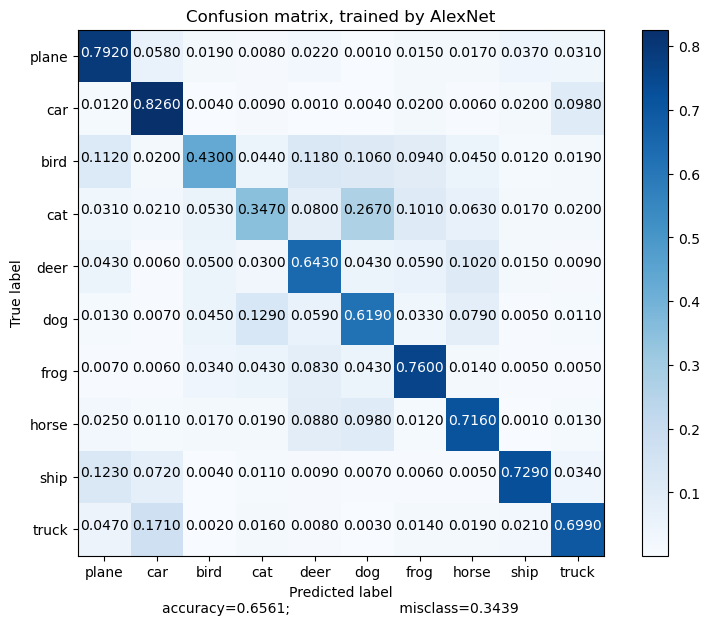 Confusion matrix, trained by AlexNet
plane 0.7920 0.0580 0.0190 0.0080 0.0220 0.0010 0.0150 0.0170 0.0370 0.0310
car 0.0120 0.8260 0.0040 0.0090 0.0010 0.0040 0.0200 0.0060 0.0200 0.0980
bird 0.1120 0.0200 0.4300 0.0440 0.1180 0.1060 0.0940 0.0450 0.0120 0.0190
cat 0.0310 0.0210 0.0530 0.3470 0.0800 0.2670 0.1010 0.0630 0.0170 0.0200
deer 0.0430 0.0060 0.0500 0.0300 0.6430 0.0430 0.0590 0.1020 0.0150 0.0090
dog 0.0130 0.0070 0.0450 0.1290 0.0590 0.6190 0.0330 0.0790 0.0050 0.0110
frog 0.0070 0.0060 0.0340 0.0430 0.0830 0.0430 0.7600 0.0140 0.0050 0.0050
horse 0.0250 0.0110 0.0170 0.0190 0.0880 0.0980 0.0120 0.7160 0.0010 0.0130
ship 0.1230 0.0720 0.0040 0.0110 0.0090 0.0070 0.0060 0.0050 0.7290 0.0340
truck 0.0470 0.1710 0.0020 0.0160 0.0080 0.0030 0.0140 0.0190 0.0210 0.6990
plane car bird cat deer dog frog horse ship truck
True label
Predicted label
accuracy=0.6561; misclass=0.3439
0.8
0.7
0.6
0.5
0.4
0.3
0.2
0.1